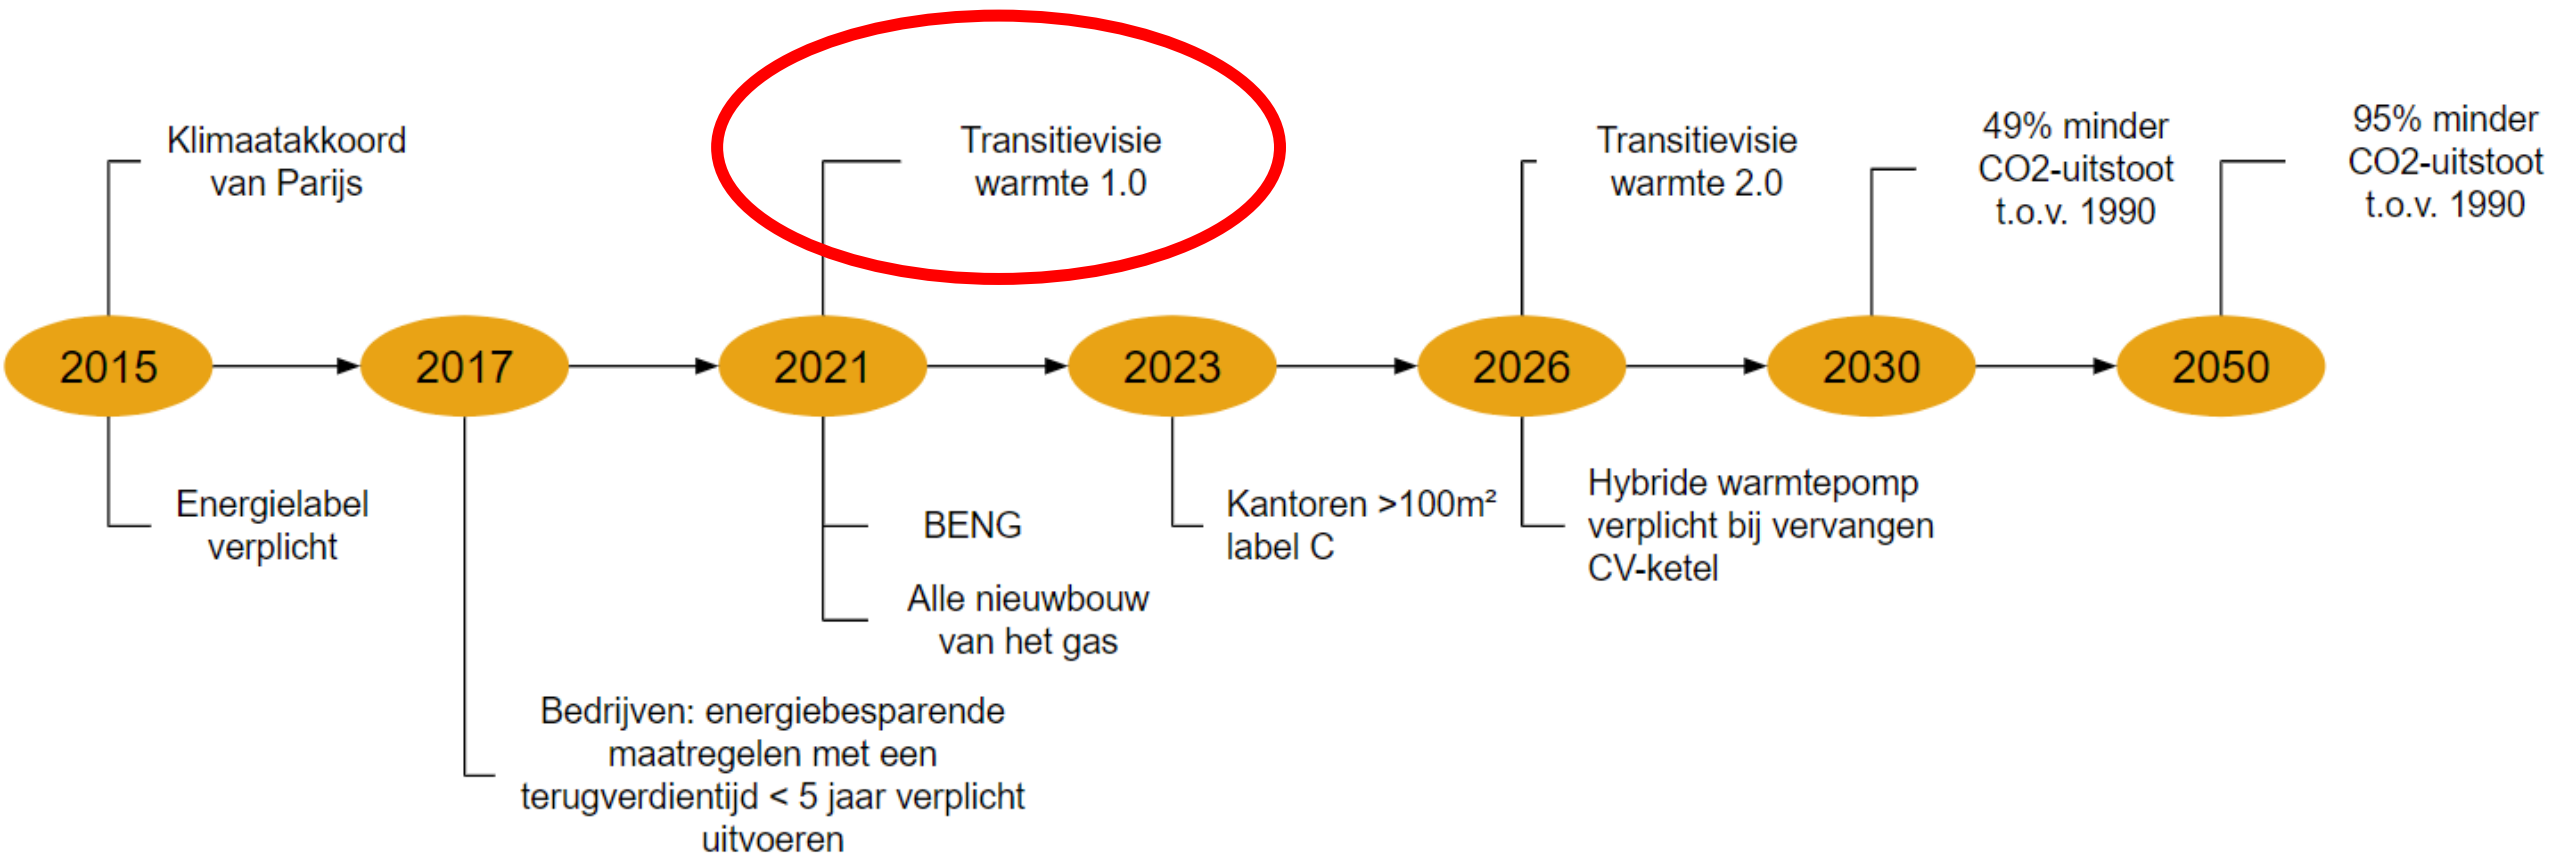 Klimaatakkoord
van Parijs
Transitievisie
warmte 1.0
Transitievisie
warmte 2.0
49% minder
CO2-uitstoot
t.o.v. 1990
95% minder
CO2-uitstoot
t.o.v. 1990
2015
2017
2021
2023
2026
2030
2050
Energielabel
verplicht
BENG
Alle nieuwbouw
van het gas
Kantoren >100m²
label C
Hybride warmtepomp
verplicht bij vervangen
CV-ketel
Bedrijven: energiebesparende
maatregelen met een
terugverdientijd < 5 jaar verplicht
uitvoeren